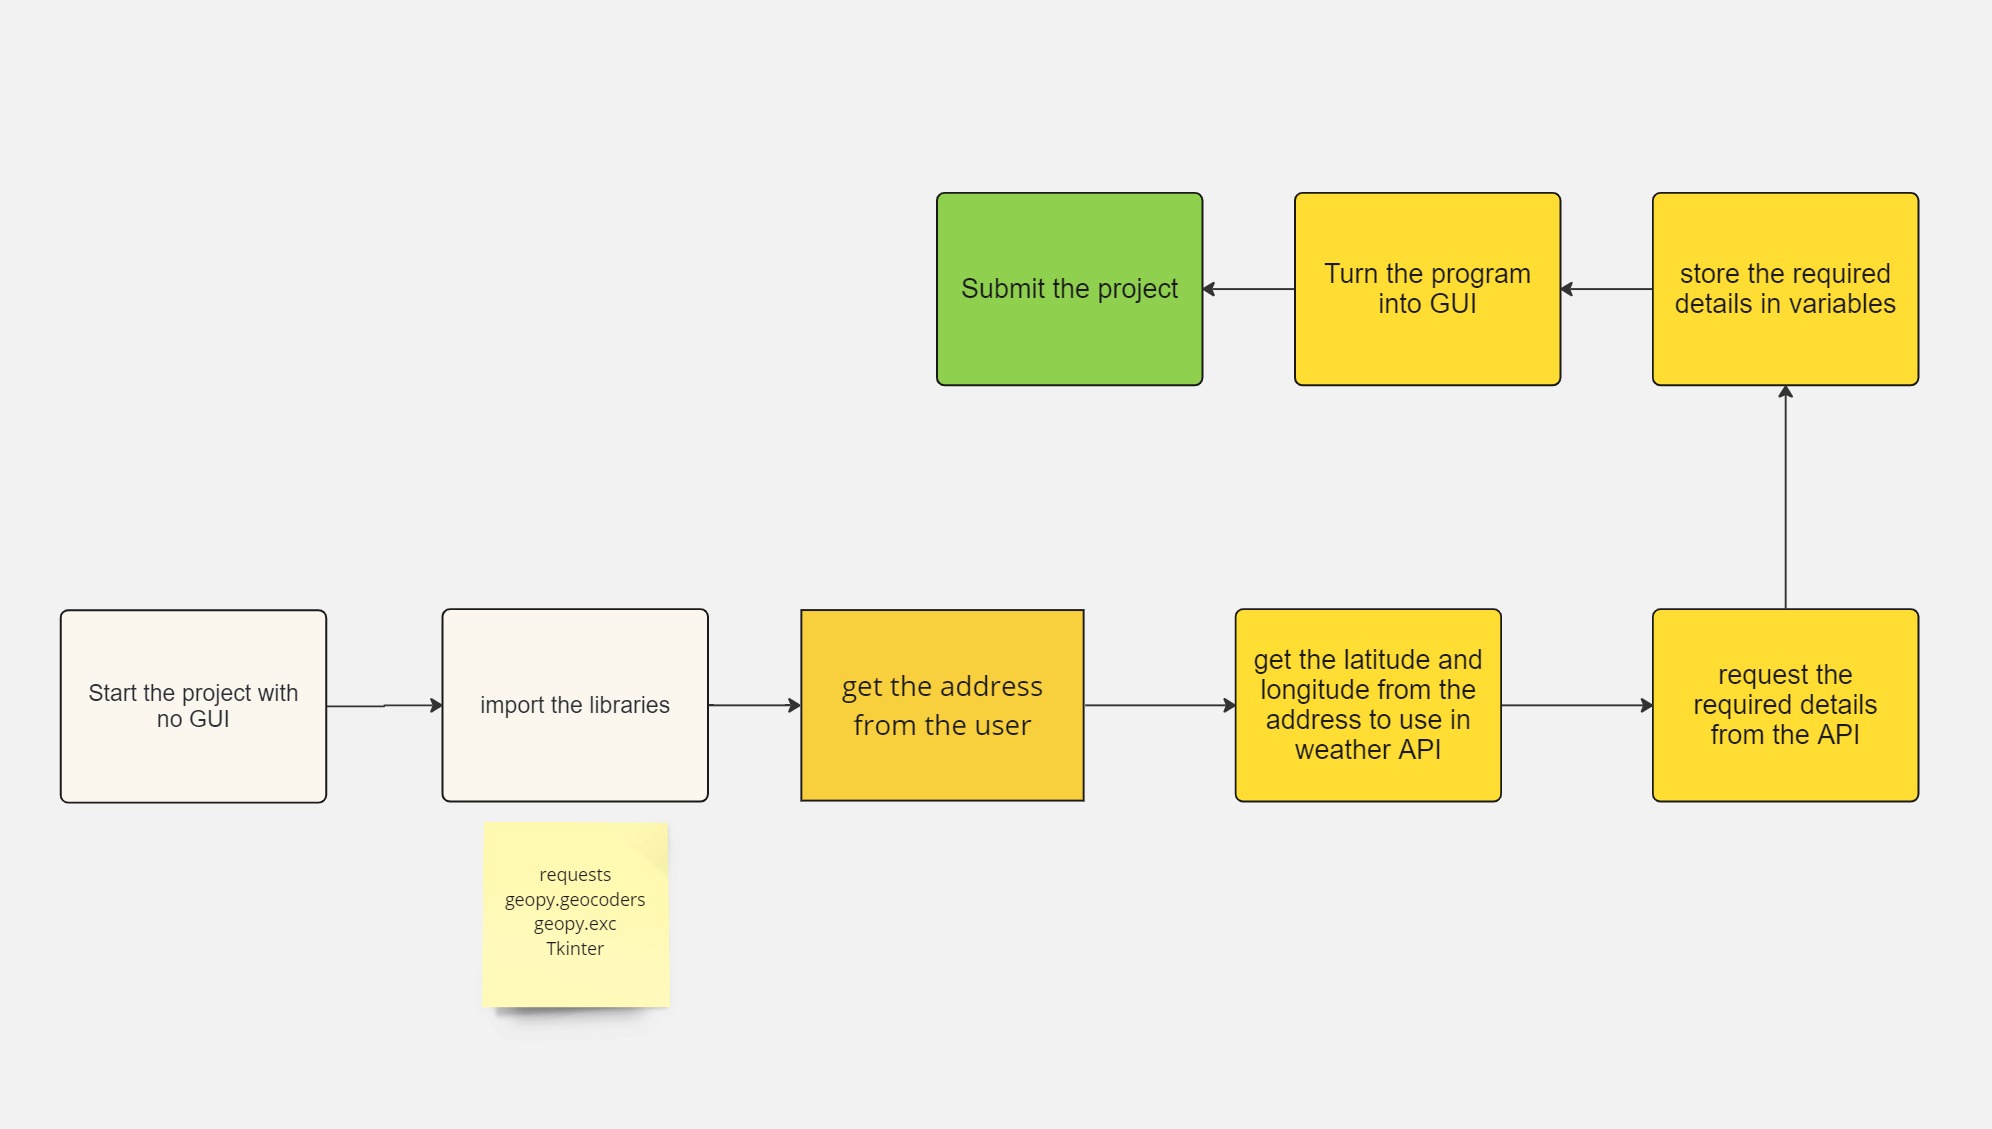 Submit the project
Turn the program
into GUI
store the required
details in variables
Start the project with
no GUI
import the libraries
get the address
from the user
get the latitude and
longitude from the
address to use in
weather API
request the
required details
from the API
requests
geopy.geocoders
geopy.exc
Tkinter